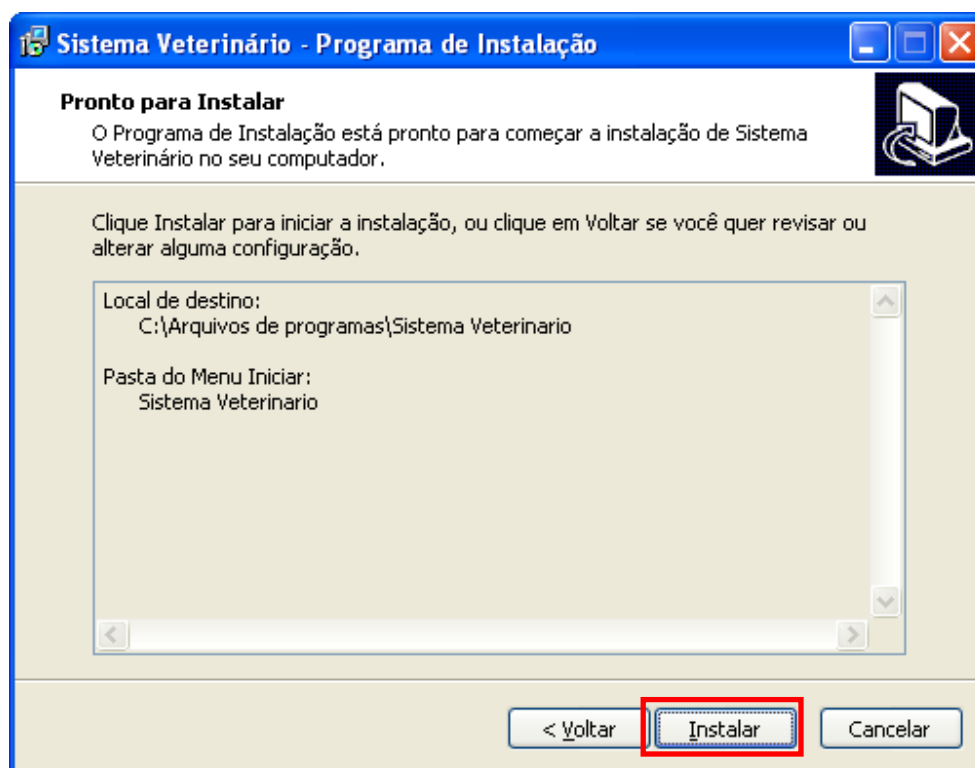 Sistema Veterinário - Programa de Instalação
Pronto para Instalar
O Programa de Instalação está pronto para começar a instalação de Sistema
Veterinário no seu computador.
Clique Instalar para iniciar a instalação, ou clique em Voltar se você quer revisar ou
alterar alguma configuração.
Local de destino:
C:\Arquivos de programas\Sistema Veterinario
Pasta do Menu Iniciar:
Sistema Veterinario
< Voltar
Instalar
Cancelar